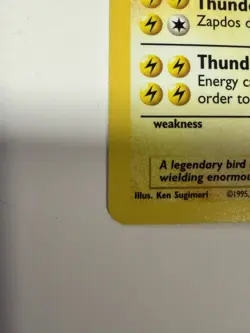 Thunde
Zapdos d
Thund
Energy c
order to
weakness
A legendary bird
wielding enormou
Illus. Ken Sugimori ©1995,